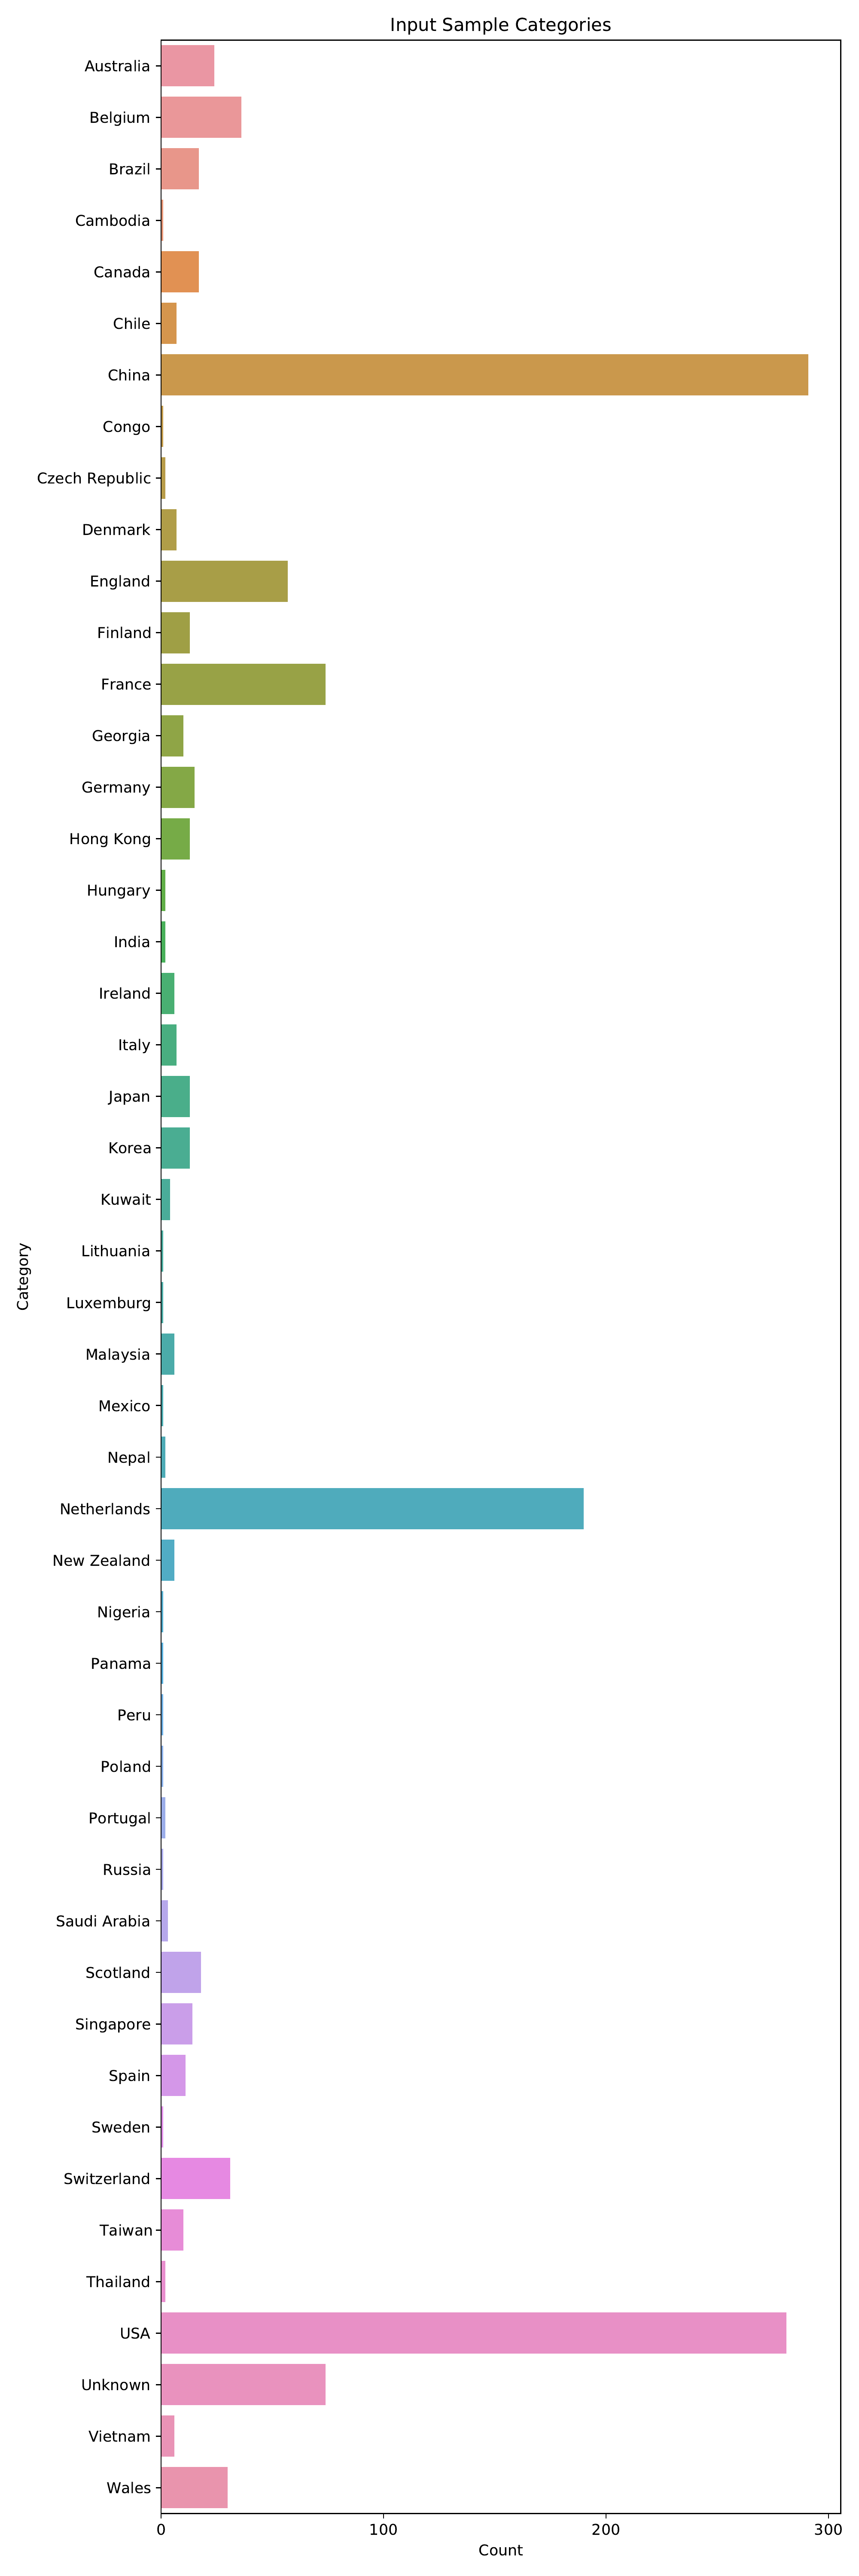 Input Sample Categories
Australia
Belgium
Brazil
Cambodia
Canada
Chile
China
Congo
Czech Republic
Denmark
England
Finland
France
Georgia
Germany
Hong Kong
Hungary
India
Ireland
Italy
Japan
Korea
Kuwait
Lithuania
Luxemburg
Malaysia
Mexico
Nepal
Netherlands
New Zealand
Nigeria
Panama
Peru
Poland
Portugal
Russia
Saudi Arabia
Scotland
Singapore
Spain
Sweden
Switzerland
Taiwan
Thailand
USA
Unknown
Vietnam
Wales
Category
0 100 200 300
Count